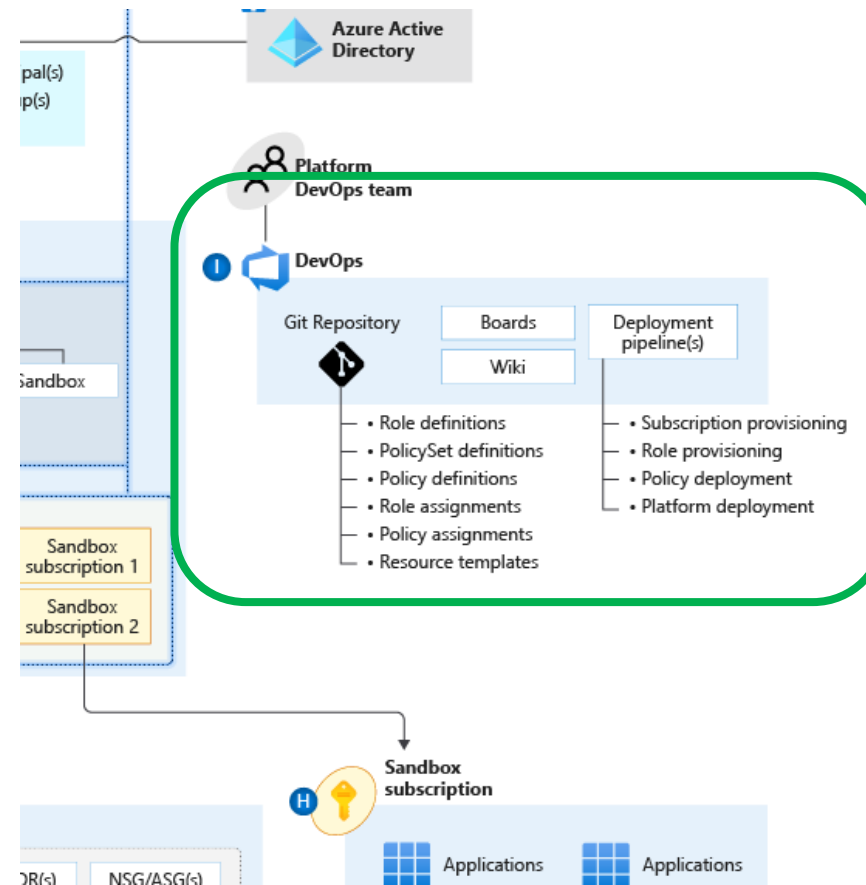 Azure Active
Directory
pal(s)
up(s)
Platform
DevOps team
I
DevOps
Git Repository
Boards
Wiki
Deployment
pipeline(s)
Sandbox
• Role definitions
• PolicySet definitions
• Policy definitions
• Role assignments
• Policy assignments
• Resource templates
• Subscription provisioning
• Role provisioning
• Policy deployment
• Platform deployment
Sandbox
subscription 1
Sandbox
subscription 2
Sandbox
subscription
H
Applications
Applications
DR(s)
NSG/ASG(s)